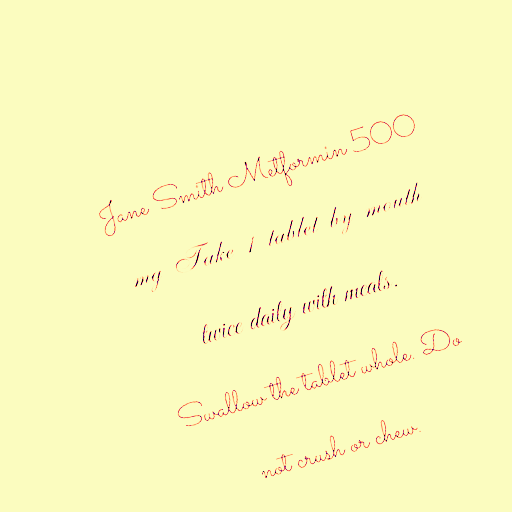 Jane Smith Metformin 500
mg Take 1 tablet by mouth
twice daily with meals.
Swallow the tablet whole. Do
not crush or chew.